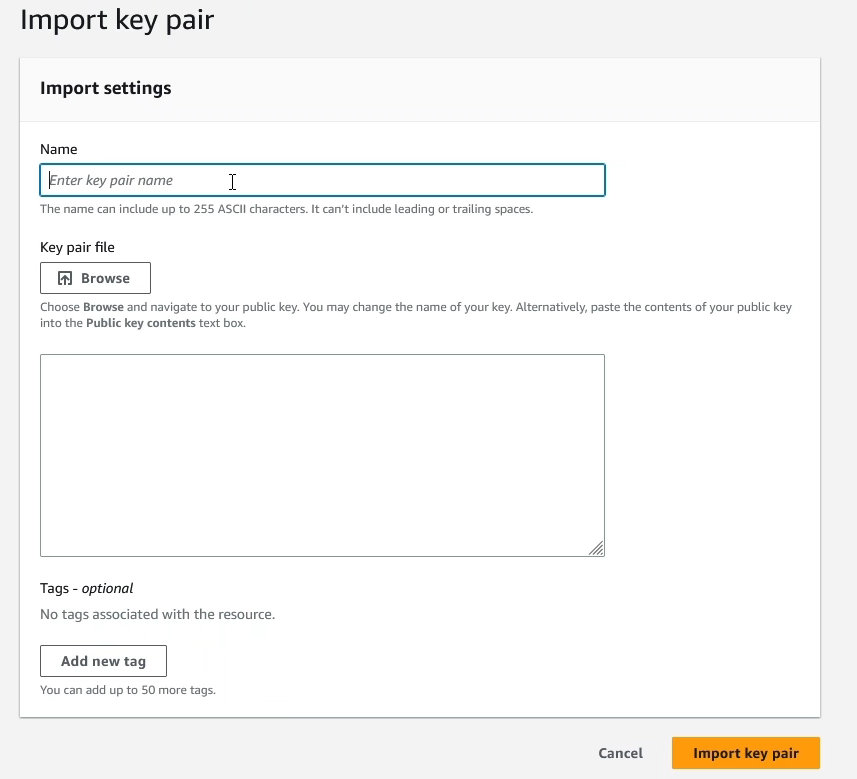 Import key pair
Import settings
Name
Enter key pair name
The name can include up to 255 ASCII characters. It can't include leading or trailing spaces.
Key pair file
Browse
Choose Browse and navigate to your public key. You may change the name of your key. Alternatively, paste the contents of your public key
into the Public key contents text box.
Tags - optional
No tags associated with the resource.
Add new tag
You can add up to 50 more tags.
Cancel
Import key pair